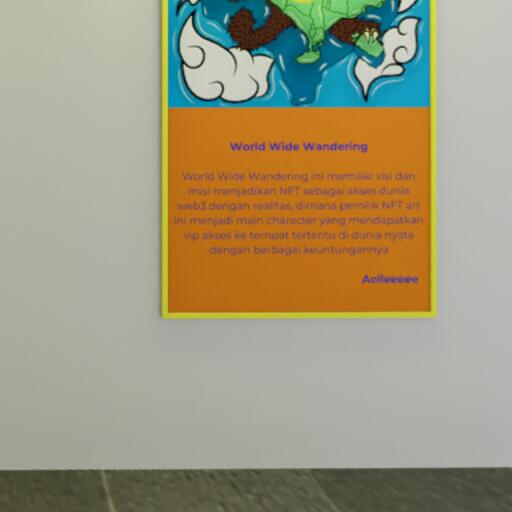 World Wide Wandering
World Wide Wandering ini memiliki visi dan
misi menjadikan NFT sebagai akses dunia
web3 dengan realitas, dimana pemilik NFT art
ini menjadi main character yang mendapatkan
vip akses ke tempat tertentu di dunia nyata
dengan berbagai keuntungannya
Acileeeee